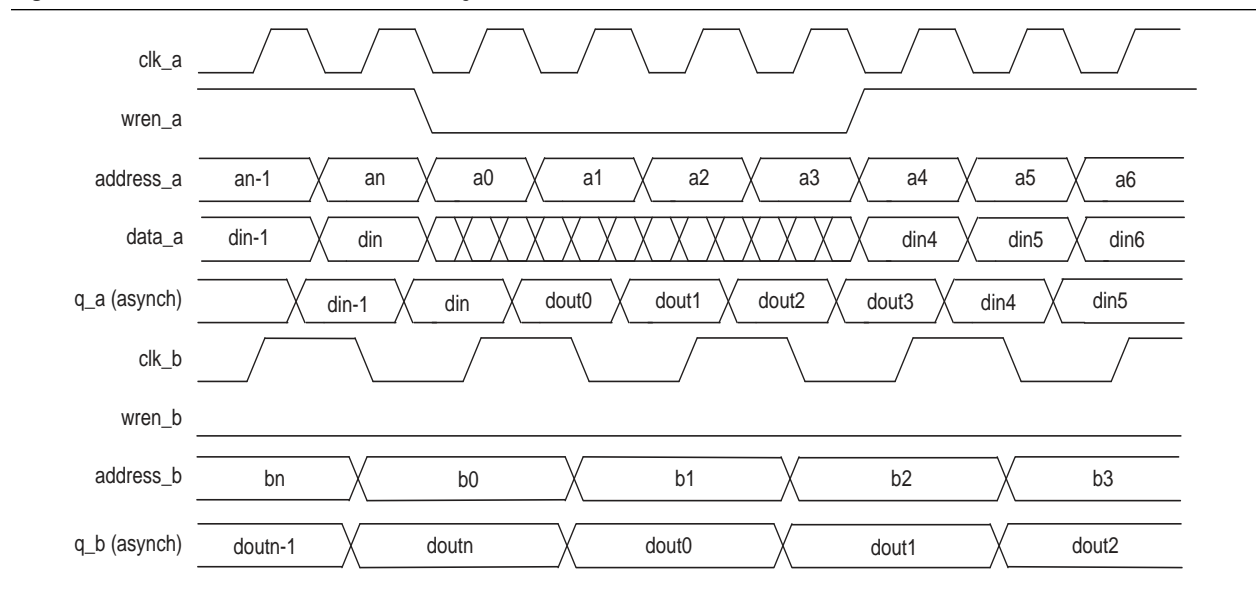 clk_a
wren_a
address_a an-1 an a0 a1 a2 a3 a4 a5 a6
data_a din-1 din din4 din5 din6
q_a (asynch) din-1 din dout0 dout1 dout2 dout3 din4 din5
clk_b
wren_b
address_b bn b0 b1 b2 b3
q_b (asynch) doutn-1 doutn dout0 dout1 dout2